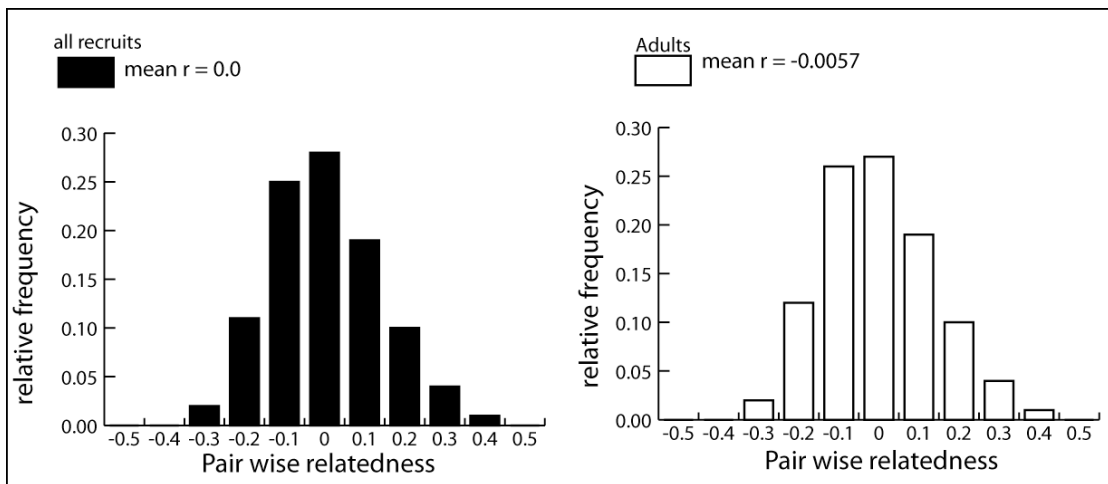 all recruits
mean r = 0.0
0.30
0.25
0.20
0.15
0.10
0.05
0.00
relative frequency
-0.5 -0.4 -0.3 -0.2 -0.1 0 0.1 0.2 0.3 0.4 0.5
Pair wise relatedness
Adults
mean r = -0.0057
0.30
0.25
0.20
0.15
0.10
0.05
0.00
relative frequency
-0.5 -0.4 -0.3 -0.2 -0.1 0 0.1 0.2 0.3 0.4 0.5
Pair wise relatedness